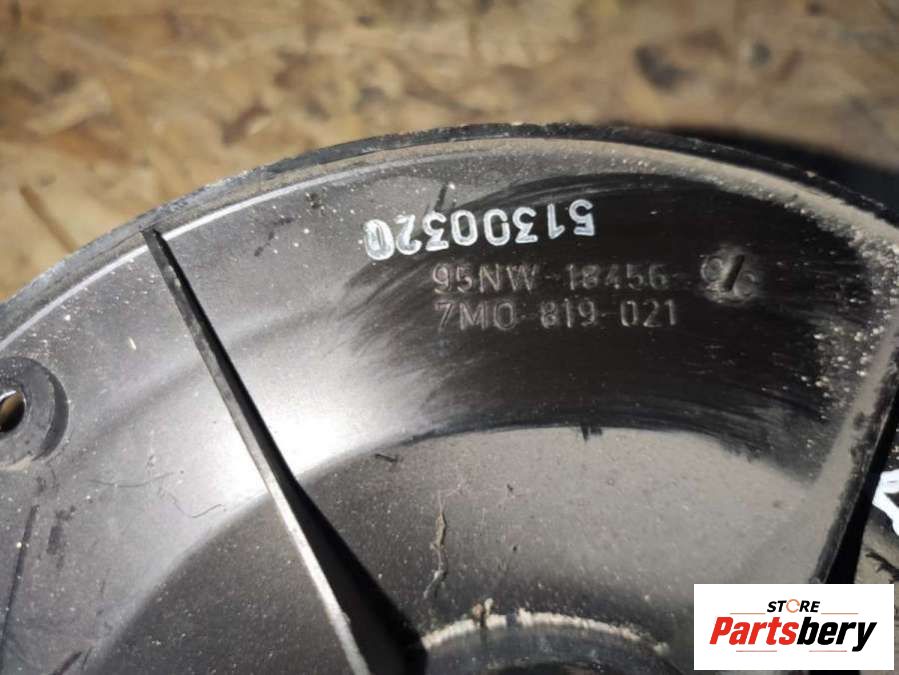 51300320
95NW-18456-
7M0-819-021
STORE
Partsbery